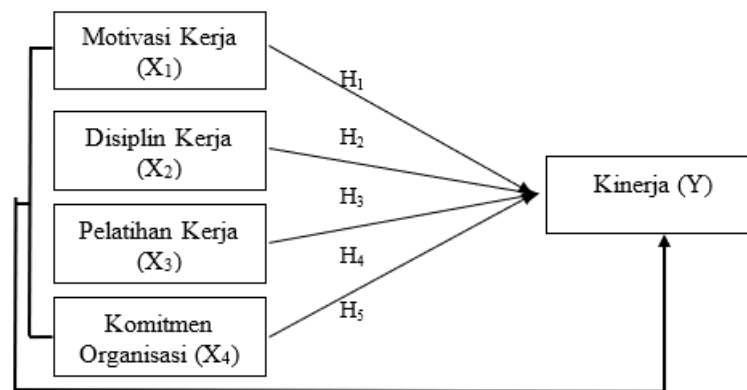 Motivasi Kerja
(X₁)
H₁
Disiplin Kerja
(X₂)
H₂
Kinerja (Y)
H₃
Pelatihan Kerja
(X₃)
H₄
H₅
Komitmen
Organisasi (X₄)